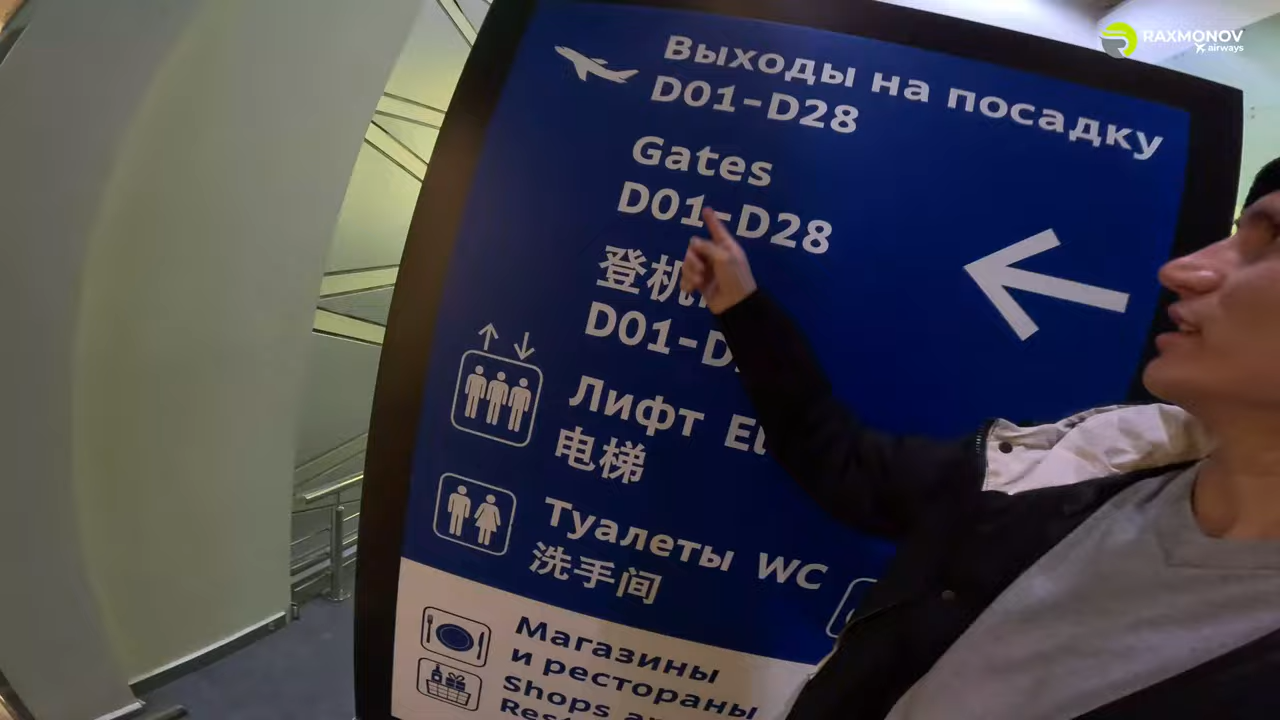 RAXMONOV
airways
Выходы на посадку
D01-D28
Gates
D01-D28
登机
D01-D
Лифт
电梯
Туалеты WC
洗手间
Магазины
и рестораны
Shops